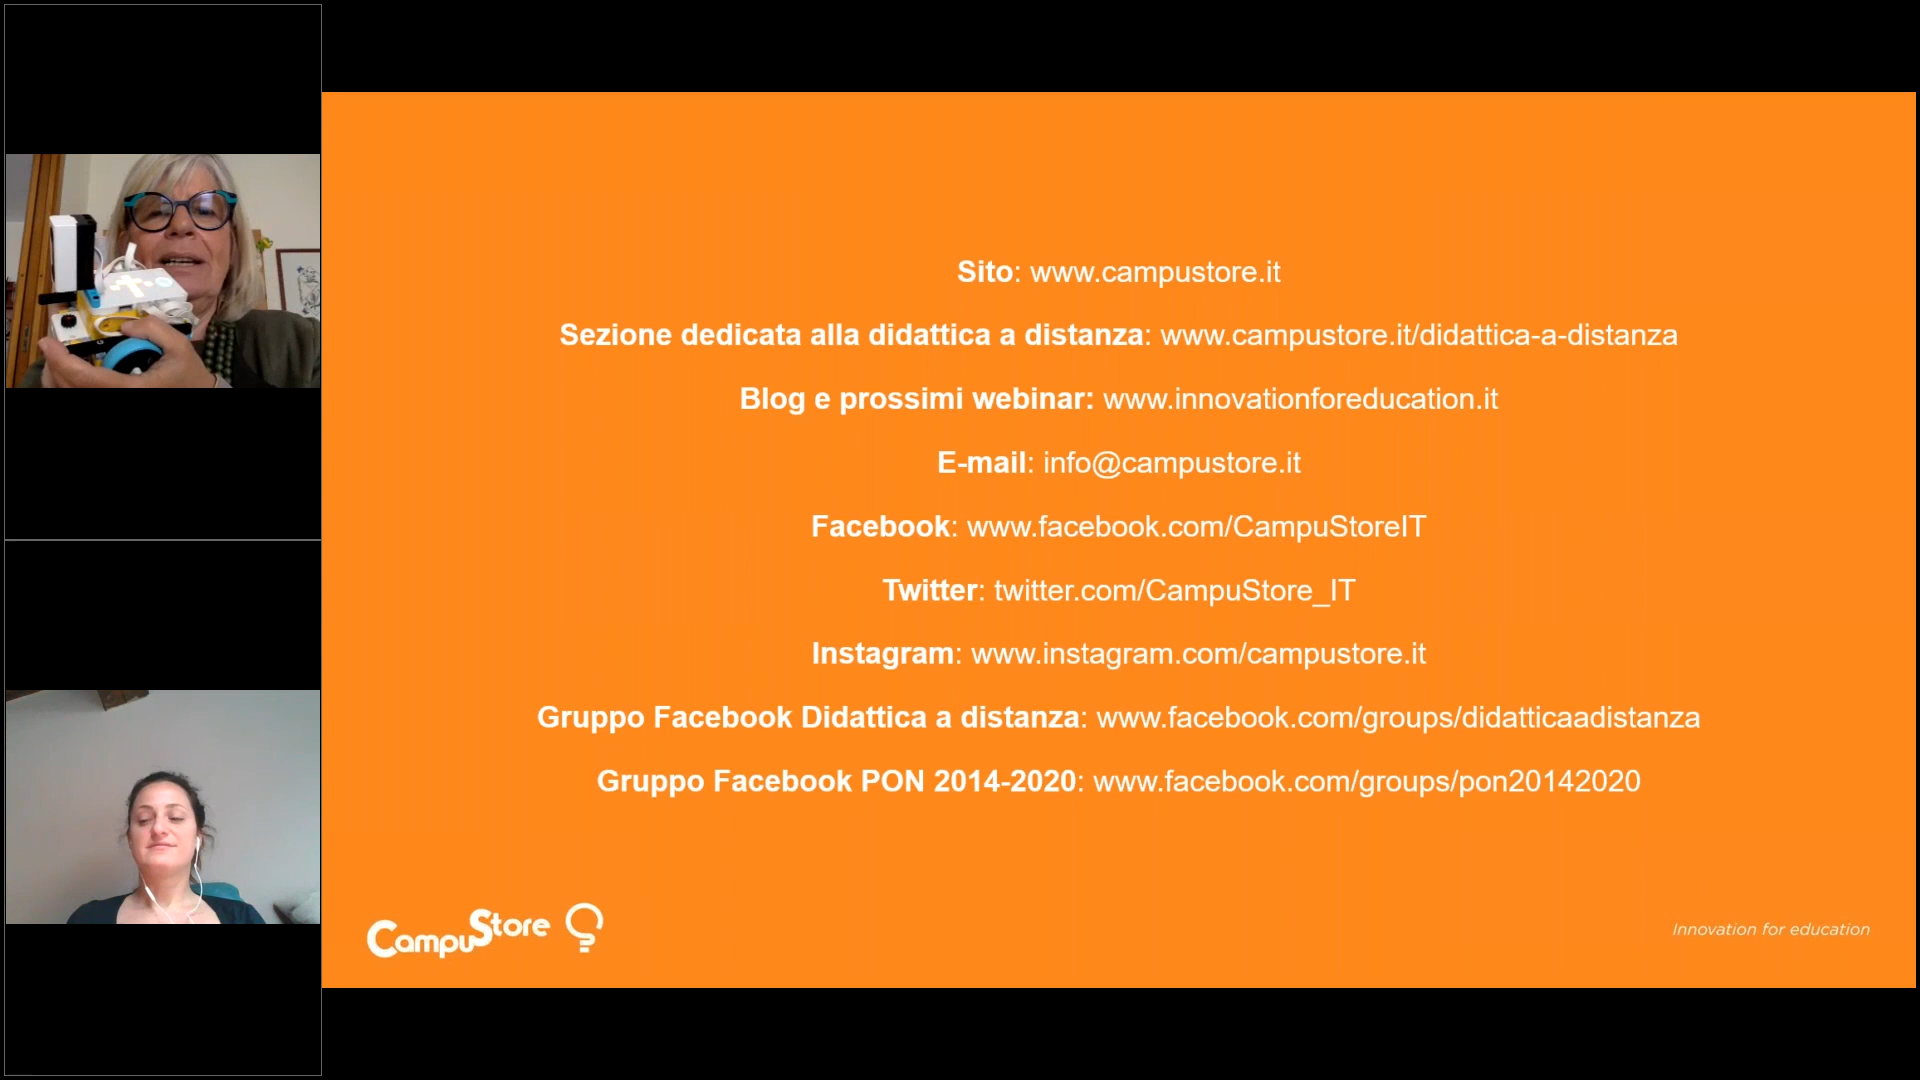 Sito: www.campustore.it
Sezione dedicata alla didattica a distanza: www.campustore.it/didattica-a-distanza
Blog e prossimi webinar: www.innovationforeducation.it
E-mail: info@campustore.it
Facebook: www.facebook.com/CampuStoreIT
Twitter: twitter.com/CampuStore_IT
Instagram: www.instagram.com/campustore.it
Gruppo Facebook Didattica a distanza: www.facebook.com/groups/didatticaadistanza
Gruppo Facebook PON 2014-2020: www.facebook.com/groups/pon20142020
CampuStore
Innovation for education